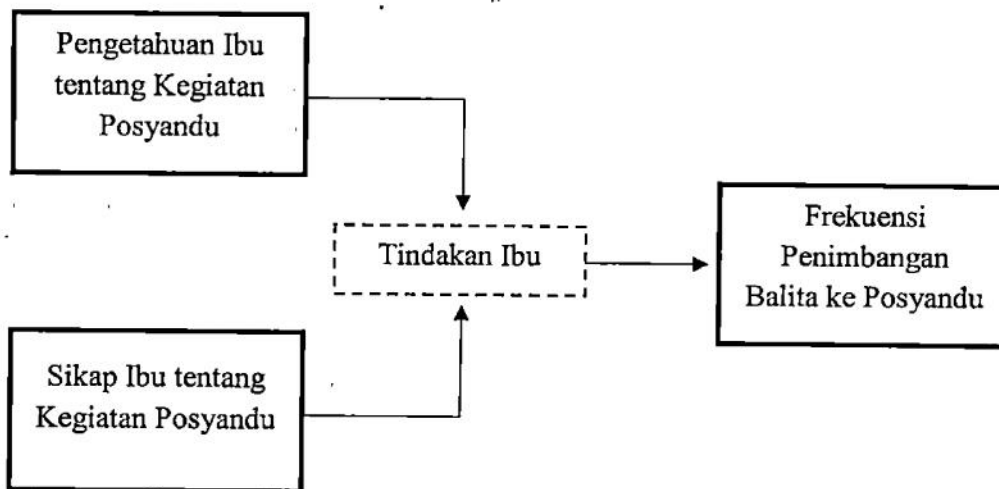 Pengetahuan Ibu
tentang Kegiatan
Posyandu
Tindakan Ibu
Frekuensi
Penimbangan
Balita ke Posyandu
Sikap Ibu tentang
Kegiatan Posyandu